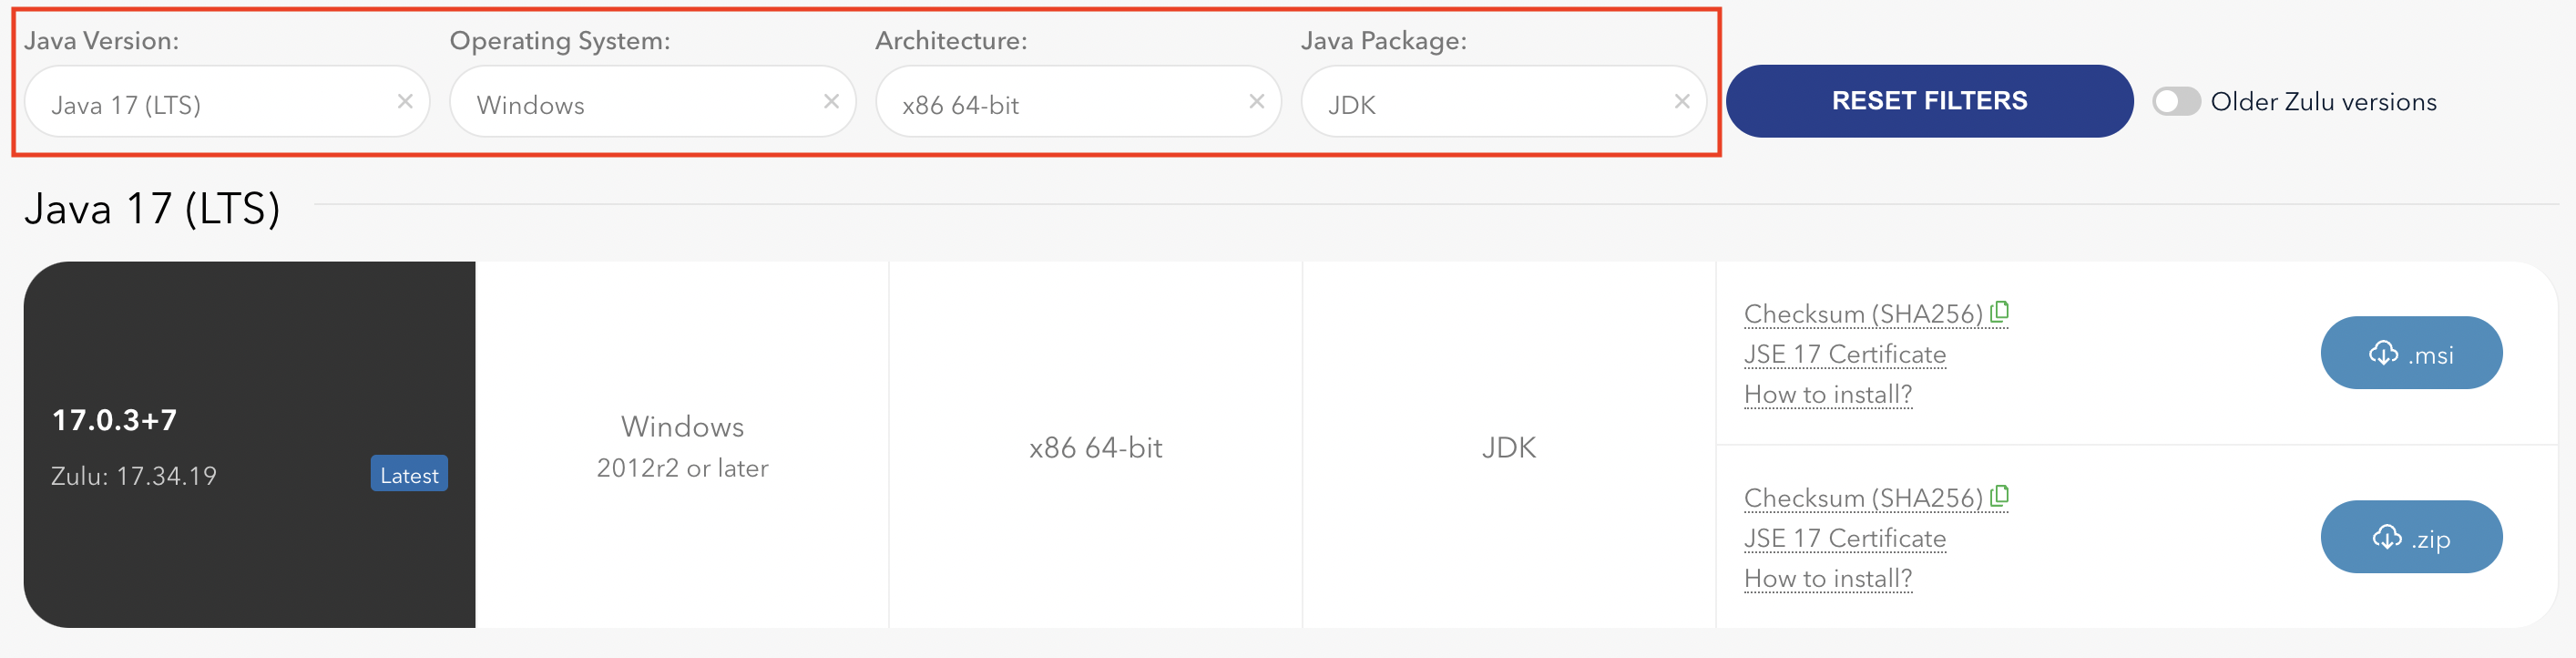 Java Version: Operating System: Architecture: Java Package:
Java 17 (LTS) × Windows × x86 64-bit × JDK × RESET FILTERS Older Zulu versions
Java 17 (LTS)
17.0.3+7
Zulu: 17.34.19 Latest
Windows
2012r2 or later
x86 64-bit
JDK
Checksum (SHA256)
JSE 17 Certificate
How to install?
.msi
Checksum (SHA256)
JSE 17 Certificate
How to install?
.zip